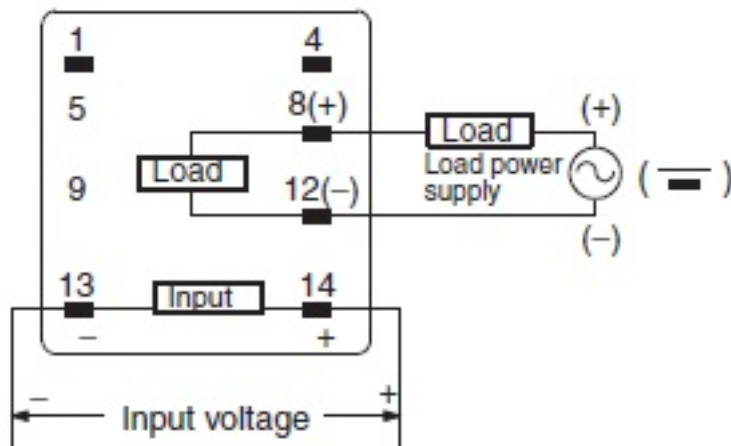 1 4
5 8(+) (+)
Load
Load Load power
supply
9 12(–)
(–)
13 Input 14
– +
– Input voltage +